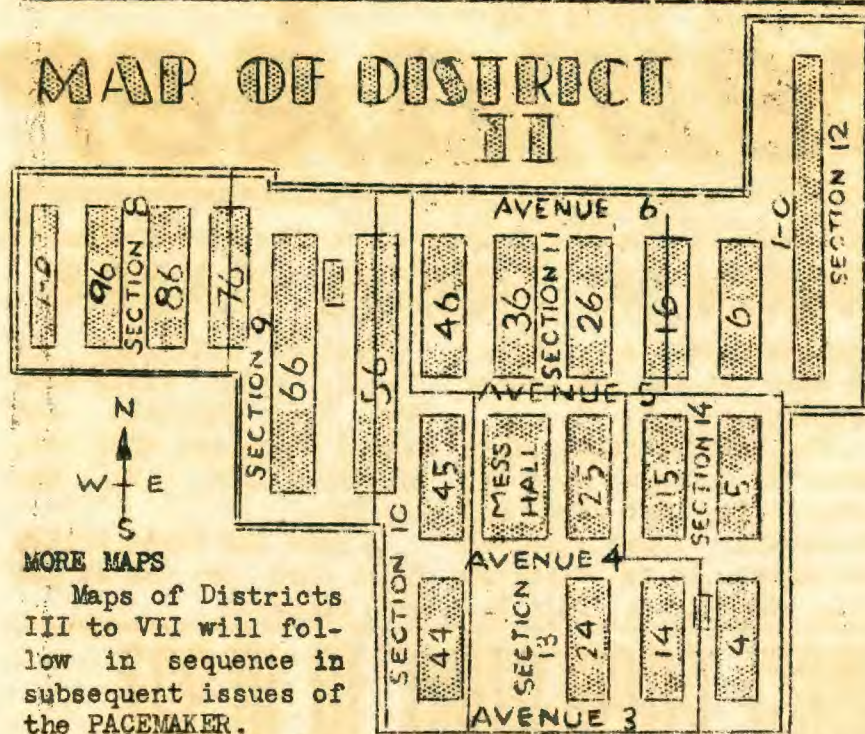 MAP OF DISTRICT
II
AVENUE 6
1-0
SECTION 12
1-0
96
SECTION 8
86
76
SECTION 9
66
56
46
36
SECTION 11
26
16
6
AVENUE 5
N
W E
S
SECTION 10
45
MESS
HALL
25
15
SECTION 14
5
AVENUE 4
44
SECTION
13
24
14
4
AVENUE 3
MORE MAPS
Maps of Districts
III to VII will fol-
low in sequence in
subsequent issues of
the PACEMAKER.